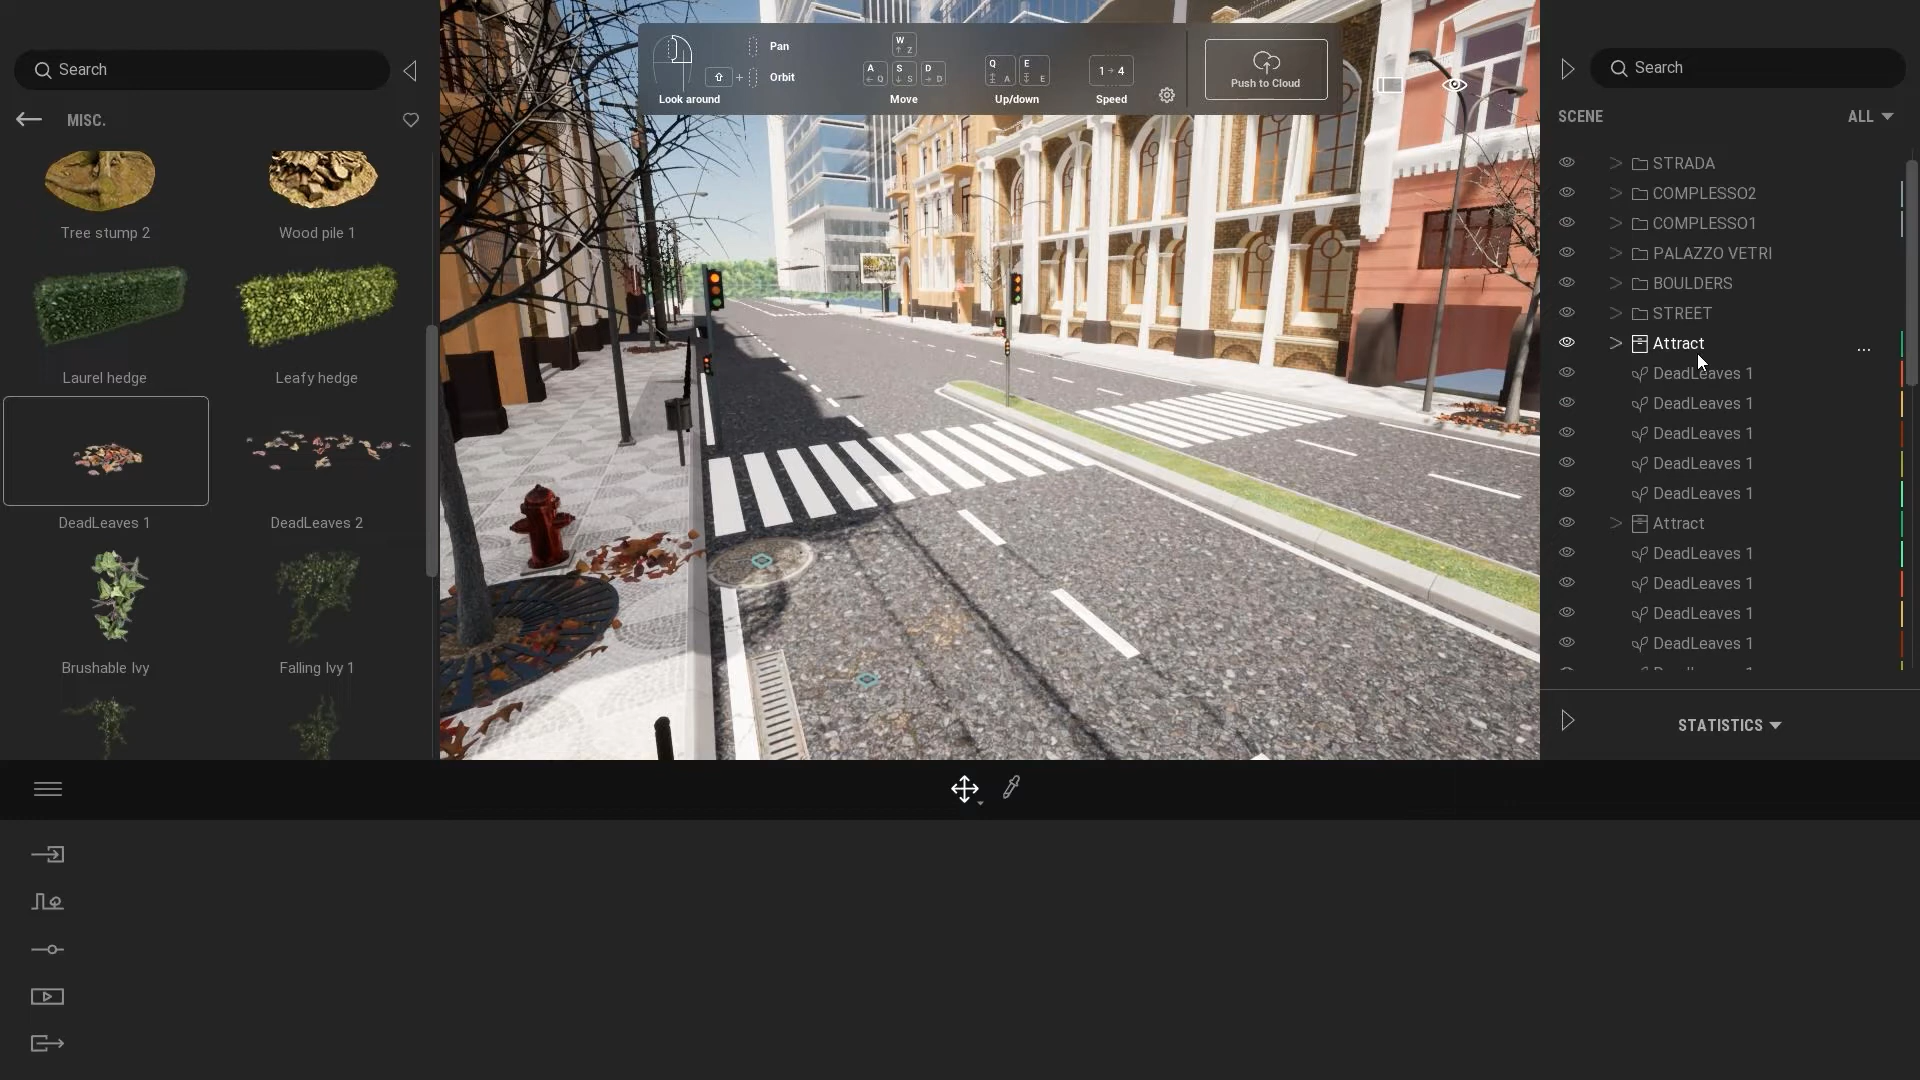 Search
MISC.
Tree stump 2
Wood pile 1
Laurel hedge
Leafy hedge
DeadLeaves 1
DeadLeaves 2
Brushable Ivy
Falling Ivy 1
Pan
+ Orbit
Look around
W
↑ Z
A
← Q
S
↓ S
D
→ D
Move
Q
A
E
E
Up/down
1 → 4
Speed
Push to Cloud
Search
SCENE
ALL
STRADA
COMPLESSO2
COMPLESSO1
PALAZZO VETRI
BOULDERS
STREET
Attract
...
DeadLeaves 1
DeadLeaves 1
DeadLeaves 1
DeadLeaves 1
DeadLeaves 1
Attract
DeadLeaves 1
DeadLeaves 1
DeadLeaves 1
DeadLeaves 1
DeadLeaves 1
STATISTICS